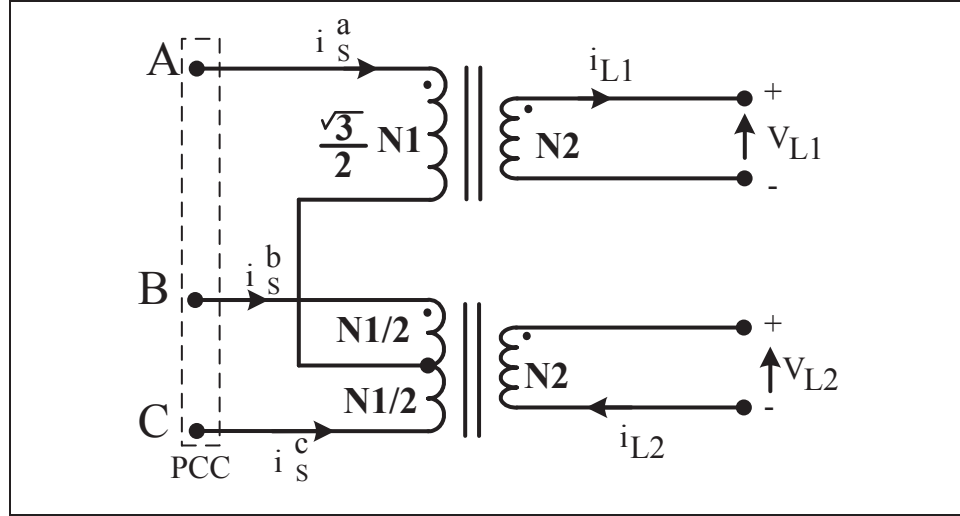 A
i S a
√3/2 N1
N2
i L1
+
V L1
-
B
i S b
N1/2
N1/2
N2
+
V L2
-
i L2
C
i S c
PCC